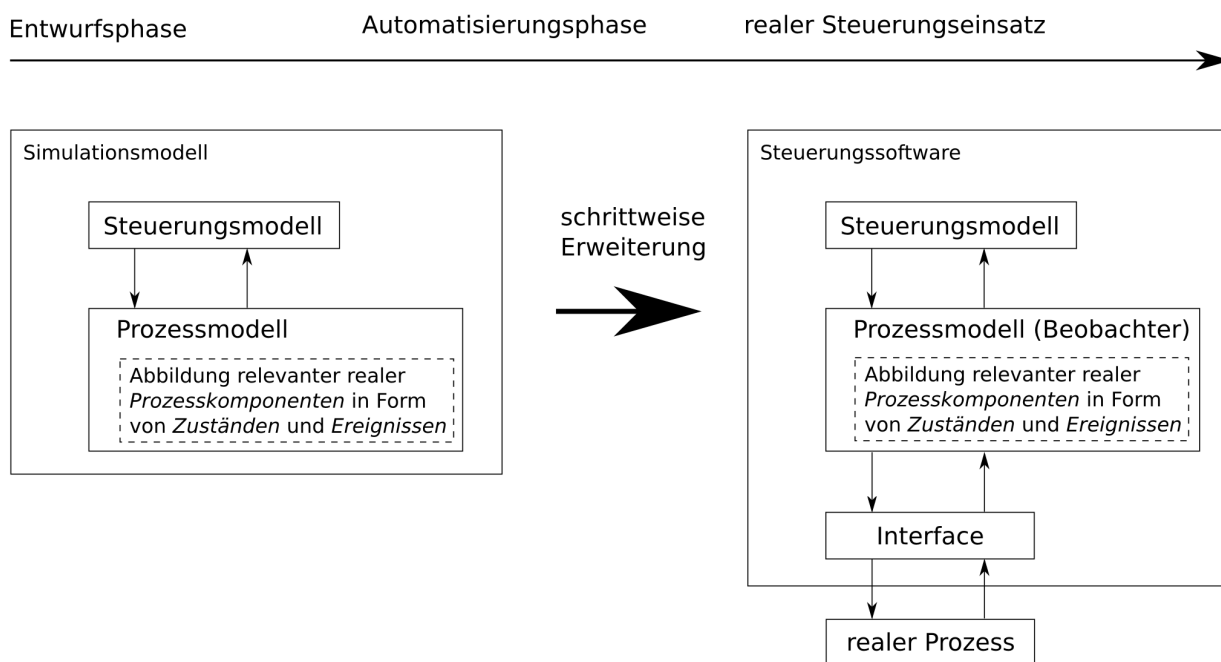 Entwurfsphase
Automatisierungsphase
realer Steuerungseinsatz
Simulationsmodell
Steuerungsmodell
Prozessmodell
Abbildung relevanter realer
Prozesskomponenten in Form
von Zuständen und Ereignissen
schrittweise
Erweiterung
Steuerungssoftware
Steuerungsmodell
Prozessmodell (Beobachter)
Abbildung relevanter realer
Prozesskomponenten in Form
von Zuständen und Ereignissen
Interface
realer Prozess